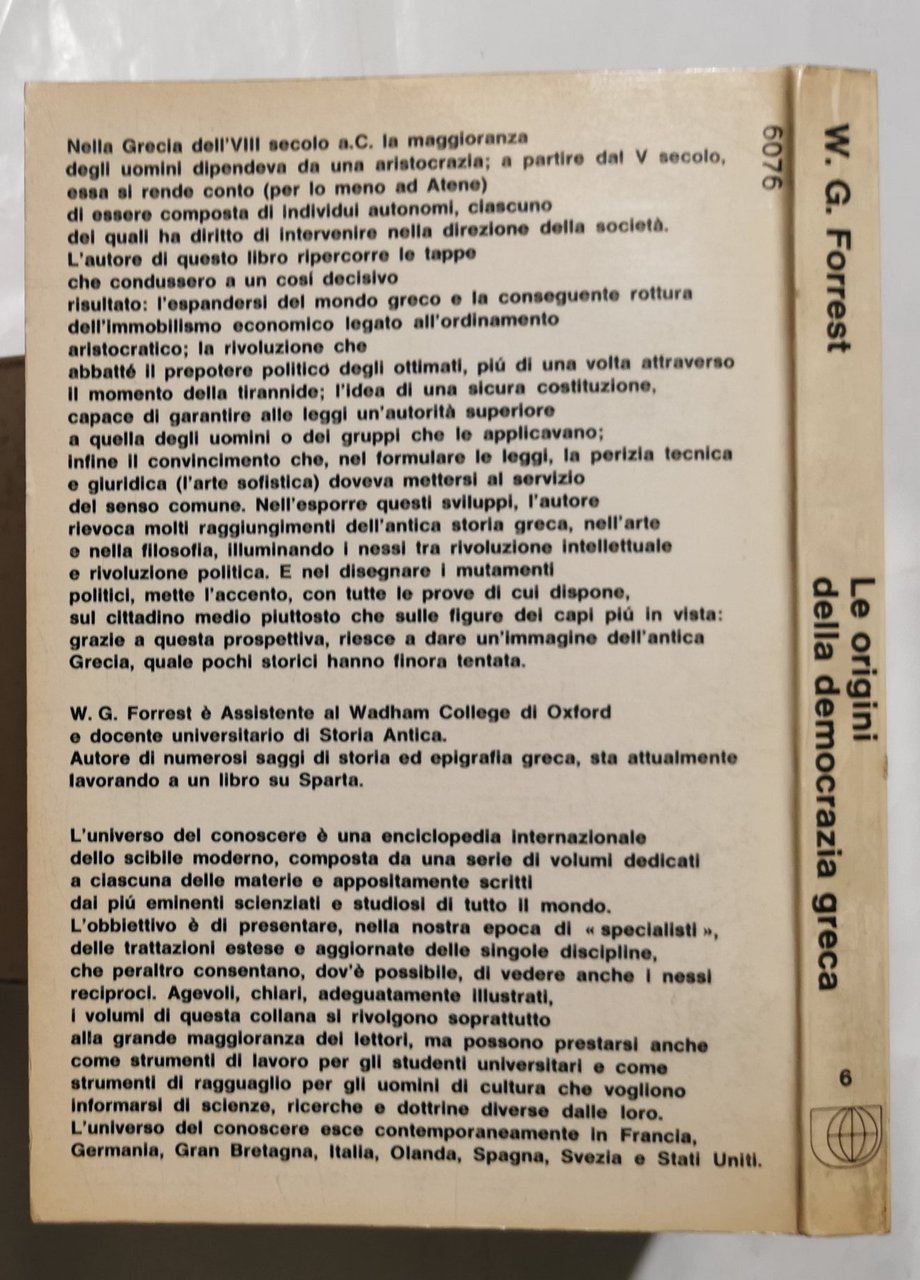 Nella Grecia dell'VIII secolo a.C. la maggioranza
degli uomini dipendeva da una aristocrazia; a partire dal V secolo,
essa si rende conto (per lo meno ad Atene)
di essere composta di individui autonomi, ciascuno
dei quali ha diritto di intervenire nella direzione della società.
L'autore di questo libro ripercorre le tappe
che condussero a un cosí decisivo
risultato: l'espandersi del mondo greco e la conseguente rottura
dell'immobilismo economico legato all'ordinamento
aristocratico; la rivoluzione che
abbatté il prepotere politico degli ottimati, piú di una volta attraverso
il momento della tirannide; l'idea di una sicura costituzione,
capace di garantire alle leggi un'autorità superiore
a quella degli uomini o dei gruppi che le applicavano;
infine il convincimento che, nel formulare le leggi, la perizia tecnica
e giuridica (l'arte sofistica) doveva mettersi al servizio
del senso comune. Nell'esporre questi sviluppi, l'autore
rievoca molti raggiungimenti dell'antica storia greca, nell'arte
e nella filosofia, illuminando i nessi tra rivoluzione intellettuale
e rivoluzione politica. E nel disegnare i mutamenti
politici, mette l'accento, con tutte le prove di cui dispone,
sul cittadino medio piuttosto che sulle figure dei capi piú in vista:
grazie a questa prospettiva, riesce a dare un'immagine dell'antica
Grecia, quale pochi storici hanno finora tentata.
W. G. Forrest è Assistente al Wadham College di Oxford
e docente universitario di Storia Antica.
Autore di numerosi saggi di storia ed epigrafia greca, sta attualmente
lavorando a un libro su Sparta.
L'universo del conoscere è una enciclopedia internazionale
dello scibile moderno, composta da una serie di volumi dedicati
a ciascuna delle materie e appositamente scritti
dai piú eminenti scienziati e studiosi di tutto il mondo.
L'obbiettivo è di presentare, nella nostra epoca di « specialisti »,
delle trattazioni estese e aggiornate delle singole discipline,
che peraltro consentano, dov'è possibile, di vedere anche i nessi
reciproci. Agevoli, chiari, adeguatamente illustrati,
i volumi di questa collana si rivolgono soprattutto
alla grande maggioranza dei lettori, ma possono prestarsi anche
come strumenti di lavoro per gli studenti universitari e come
strumenti di ragguaglio per gli uomini di cultura che vogliono
informarsi di scienze, ricerche e dottrine diverse dalle loro.
L'universo del conoscere esce contemporaneamente in Francia,
Germania, Gran Bretagna, Italia, Olanda, Spagna, Svezia e Stati Uniti.
6076
W. G. Forrest
Le origini
della democrazia greca
6